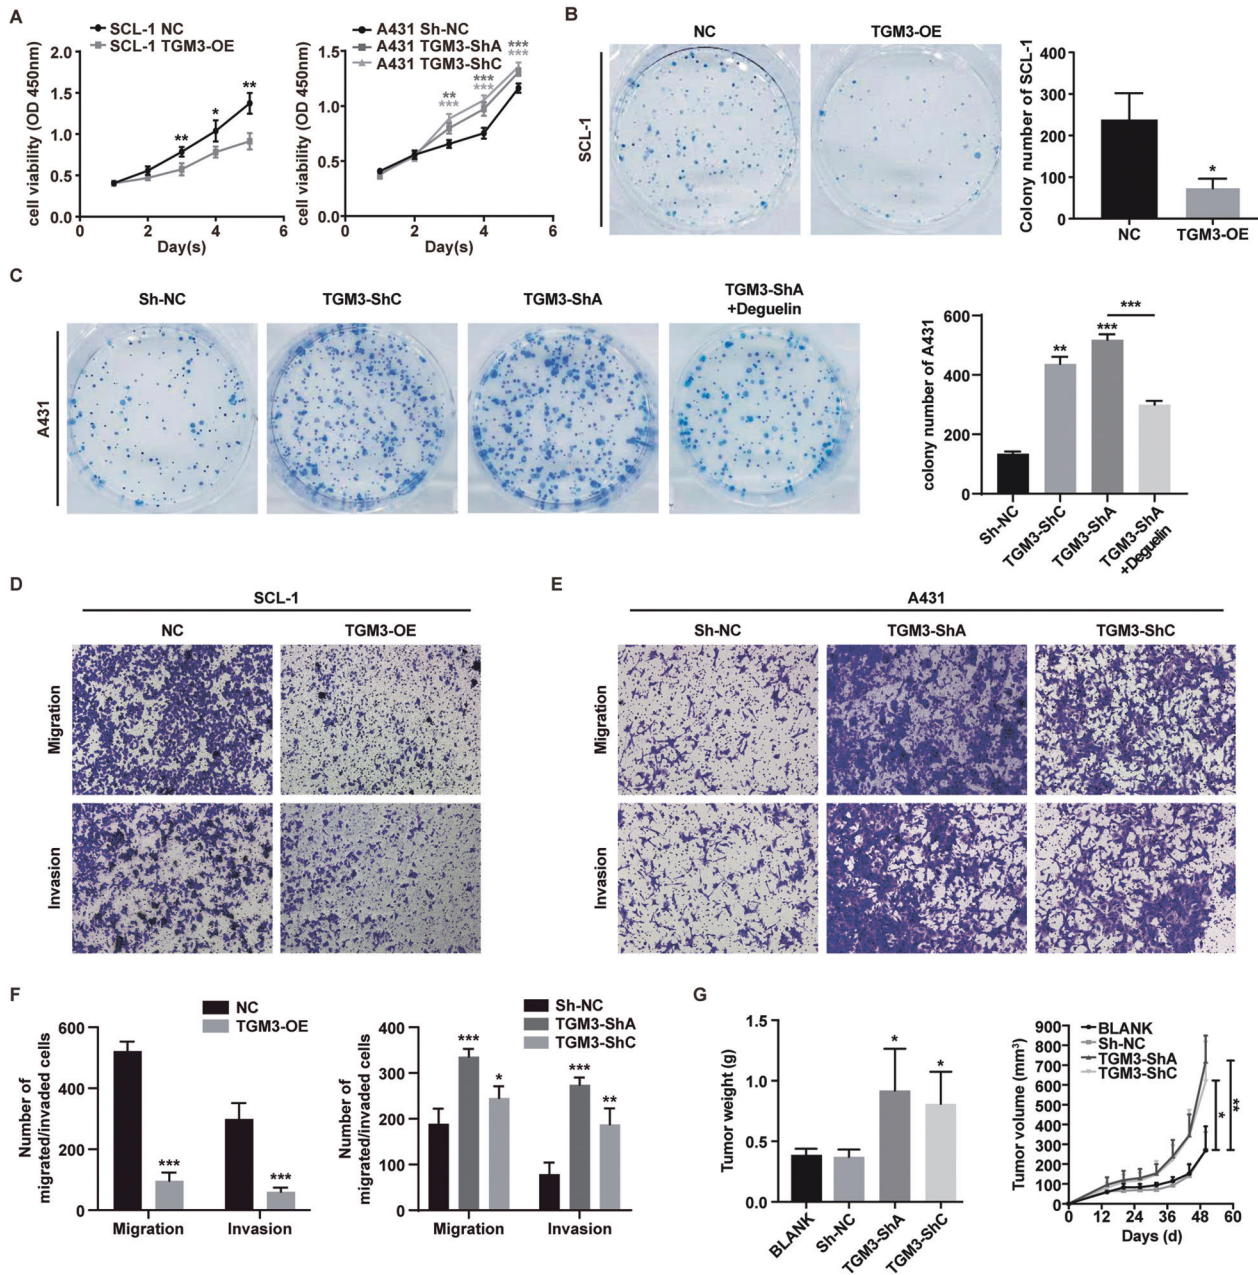 A
SCL-1 NC
SCL-1 TGM3-OE
cell viability (OD 450nm)
2.0
1.5
1.0
0.5
0.0
**
*
**
0
2
4
6
Day(s)
A431 Sh-NC
A431 TGM3-ShA
A431 TGM3-ShC
cell viability (OD 450nm)
1.5
1.0
0.5
0.0
**
***
***
***
***
***
0
2
4
6
Day(s)
B
NC
TGM3-OE
SCL-1
Colony number of SCL-1
400
300
200
100
0
*
NC
TGM3-OE
C
Sh-NC
TGM3-ShC
TGM3-ShA
TGM3-ShA
+Deguelin
A431
colony number of A431
600
400
200
0
**
***
***
Sh-NC
TGM3-ShC
TGM3-ShA
TGM3-ShA
+Deguelin
D
SCL-1
NC
TGM3-OE
Migration
Invasion
E
A431
Sh-NC
TGM3-ShA
TGM3-ShC
Migration
Invasion
F
NC
TGM3-OE
Number of
migrated/invaded cells
600
400
200
0
***
***
Migration
Invasion
Sh-NC
TGM3-ShA
TGM3-ShC
Number of
migrated/invaded cells
400
300
200
100
0
***
*
***
**
Migration
Invasion
G
Tumor weight (g)
1.5
1.0
0.5
0.0
*
*
BLANK
Sh-NC
TGM3-ShA
TGM3-ShC
BLANK
Sh-NC
TGM3-ShA
TGM3-ShC
Tumor volume (mm³)
900
800
700
600
500
400
300
200
100
0
*
**
0
12
24
36
48
60
Days (d)